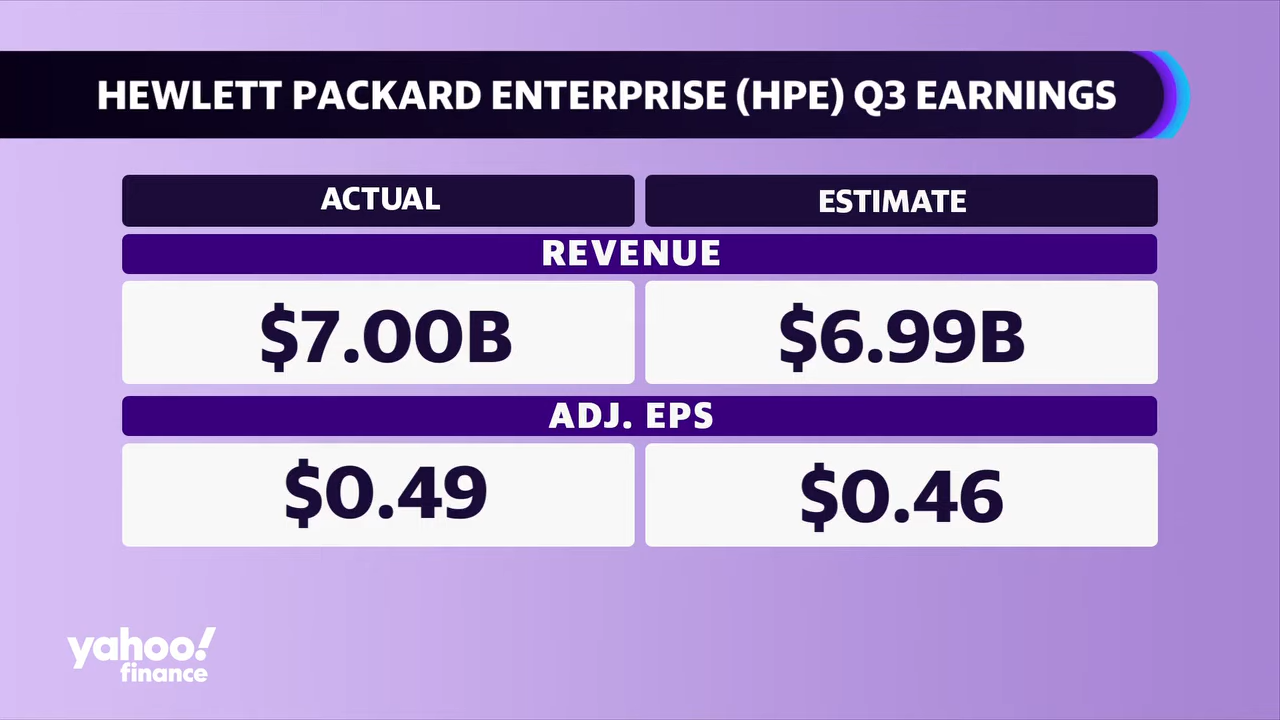 HEWLETT PACKARD ENTERPRISE (HPE) Q3 EARNINGS
ACTUAL
ESTIMATE
REVENUE
$7.00B
$6.99B
ADJ. EPS
$0.49
$0.46
yahoo!
finance